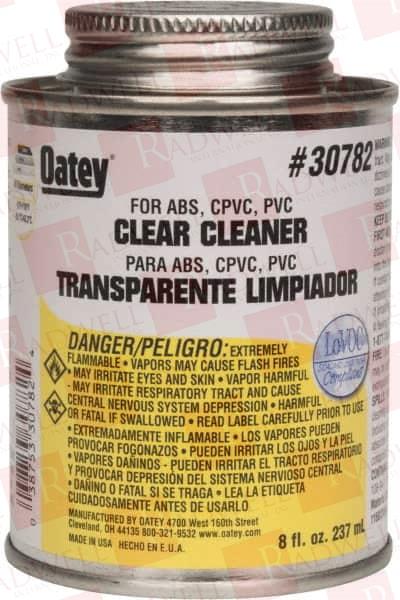 Oatey
#30782
FOR ABS, CPVC, PVC
CLEAR CLEANER
PARA ABS, CPVC, PVC
TRANSPARENTE LIMPIADOR
DANGER/PELIGRO: EXTREMELY
FLAMMABLE • VAPORS MAY CAUSE FLASH FIRES
• MAY IRRITATE EYES AND SKIN • VAPOR HARMFUL
- MAY IRRITATE RESPIRATORY TRACT AND CAUSE
CENTRAL NERVOUS SYSTEM DEPRESSION • HARMFUL
OR FATAL IF SWALLOWED • READ LABEL CAREFULLY PRIOR TO USE
• EXTREMADAMENTE INFLAMABLE • LOS VAPORES PUEDEN
PROVOCAR FOGONAZOS • PUEDEN IRRITAR LOS OJOS Y LA PIEL
• VAPORES DAÑINOS - PUEDEN IRRITAR EL TRACTO RESPIRATORIO
Y PROVOCAR DEPRESIÓN DEL SISTEMA NERVIOSO CENTRAL
• DAÑINO O FATAL SI SE TRAGA • LEA LA ETIQUETA
CUIDADOSAMENTE ANTES DE USARLO
MANUFACTURED BY OATEY 4700 West 160th Street
Cleveland, OH 44135 800-321-9532 www.oatey.com
MADE IN USA HECHO EN E.U.A.
8 fl. oz. 237 mL
LoVOC
Compliant
0 38753 30782 4
RADWELL